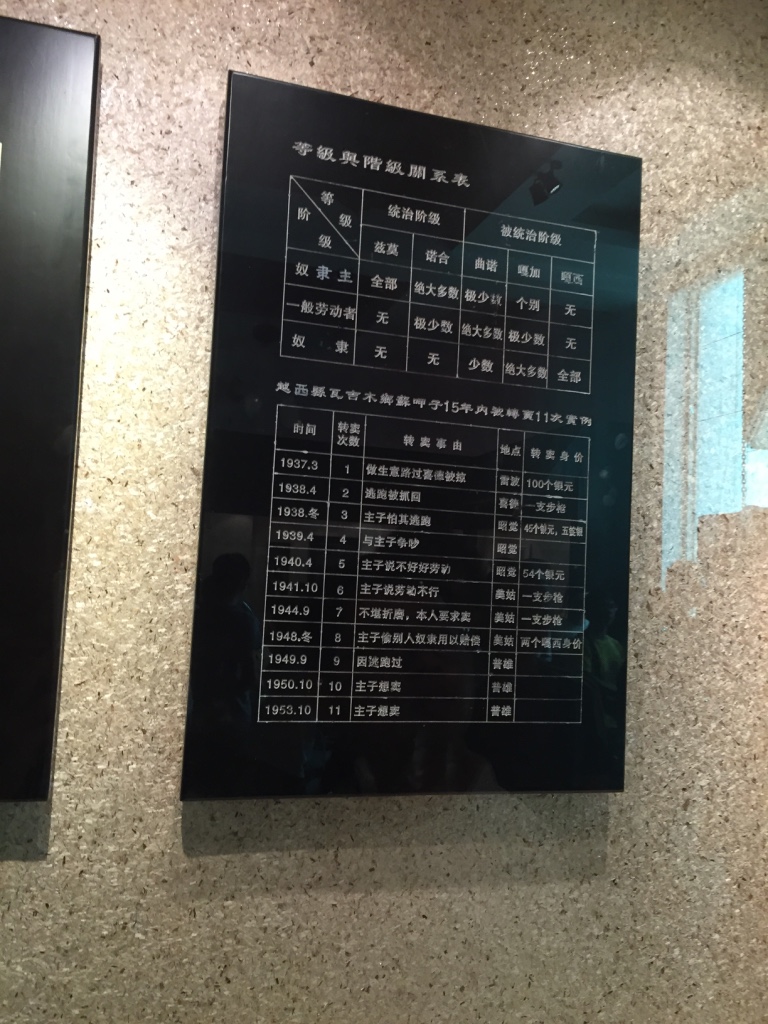 等級與階級關系表
等 级 阶 级 统治阶级 被统治阶级
兹莫 诺合 曲诺 嘎加 嘎西
奴隶主 全部 绝大多数 极少数 个别 无
一般劳动者 无 极少数 绝大多数 极少数 无
奴隶 无 无 少数 绝大多数 全部
越西縣瓦吉木鄉蘇呷子15年内被轉賣11次實例
时间 转卖次数 转卖事由 地点 转卖身价
1937.3 1 做生意路过喜德被掠 雷波 100个银元
1938.4 2 逃跑被抓回 喜德 一支步枪
1938.冬 3 主子怕其逃跑 昭觉 45个银元，
1939.4 4 与主子争吵 昭觉
1940.4 5 主子说不好好劳动 昭觉 54个银元
1941.10 6 主子说劳动不行 美姑 一支步枪
1944.9 7 不堪折磨，本人要求卖 美姑 一支步枪
1948.冬 8 主子偷别人奴隶用以赔偿 美姑 两个嘎西身价
1949.9 9 因逃跑过 普雄
1950.10 10 主子想卖 普雄
1953.10 11 主子想卖 普雄